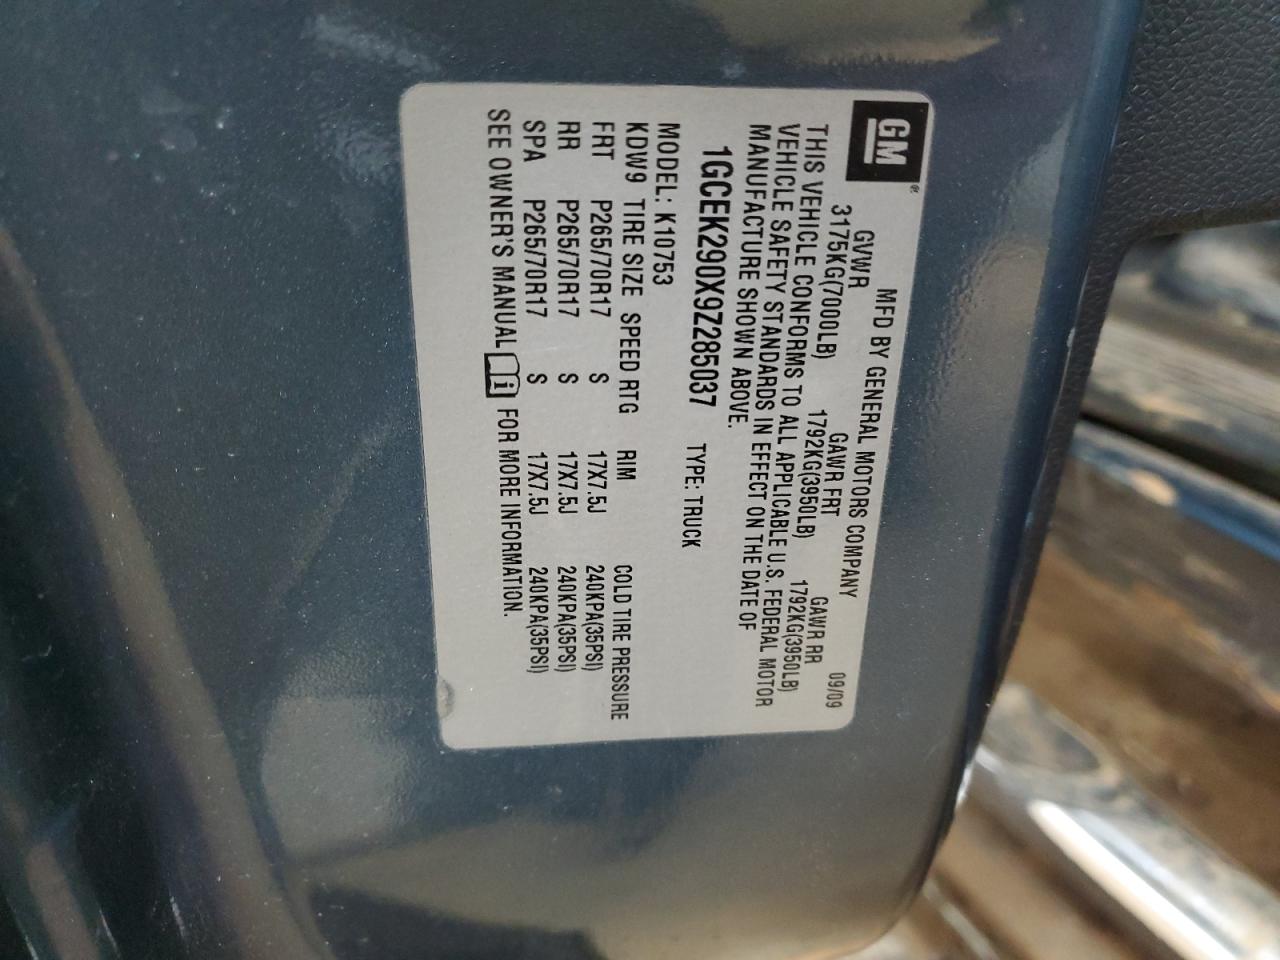 GM
MFD BY GENERAL MOTORS COMPANY 09/09
GVWR GAWR FRT GAWR RR
3175KG(7000LB) 1792KG(3950LB) 1792KG(3950LB)
THIS VEHICLE CONFORMS TO ALL APPLICABLE U.S. FEDERAL MOTOR
VEHICLE SAFETY STANDARDS IN EFFECT ON THE DATE OF
MANUFACTURE SHOWN ABOVE.
1GCEK290X9Z285037 TYPE: TRUCK
MODEL: K10753
KDW9 TIRE SIZE SPEED RTG RIM COLD TIRE PRESSURE
FRT P265/70R17 S 17X7.5J 240KPA(35PSI)
RR P265/70R17 S 17X7.5J 240KPA(35PSI)
SPA P265/70R17 S 17X7.5J 240KPA(35PSI)
SEE OWNER'S MANUAL i FOR MORE INFORMATION.